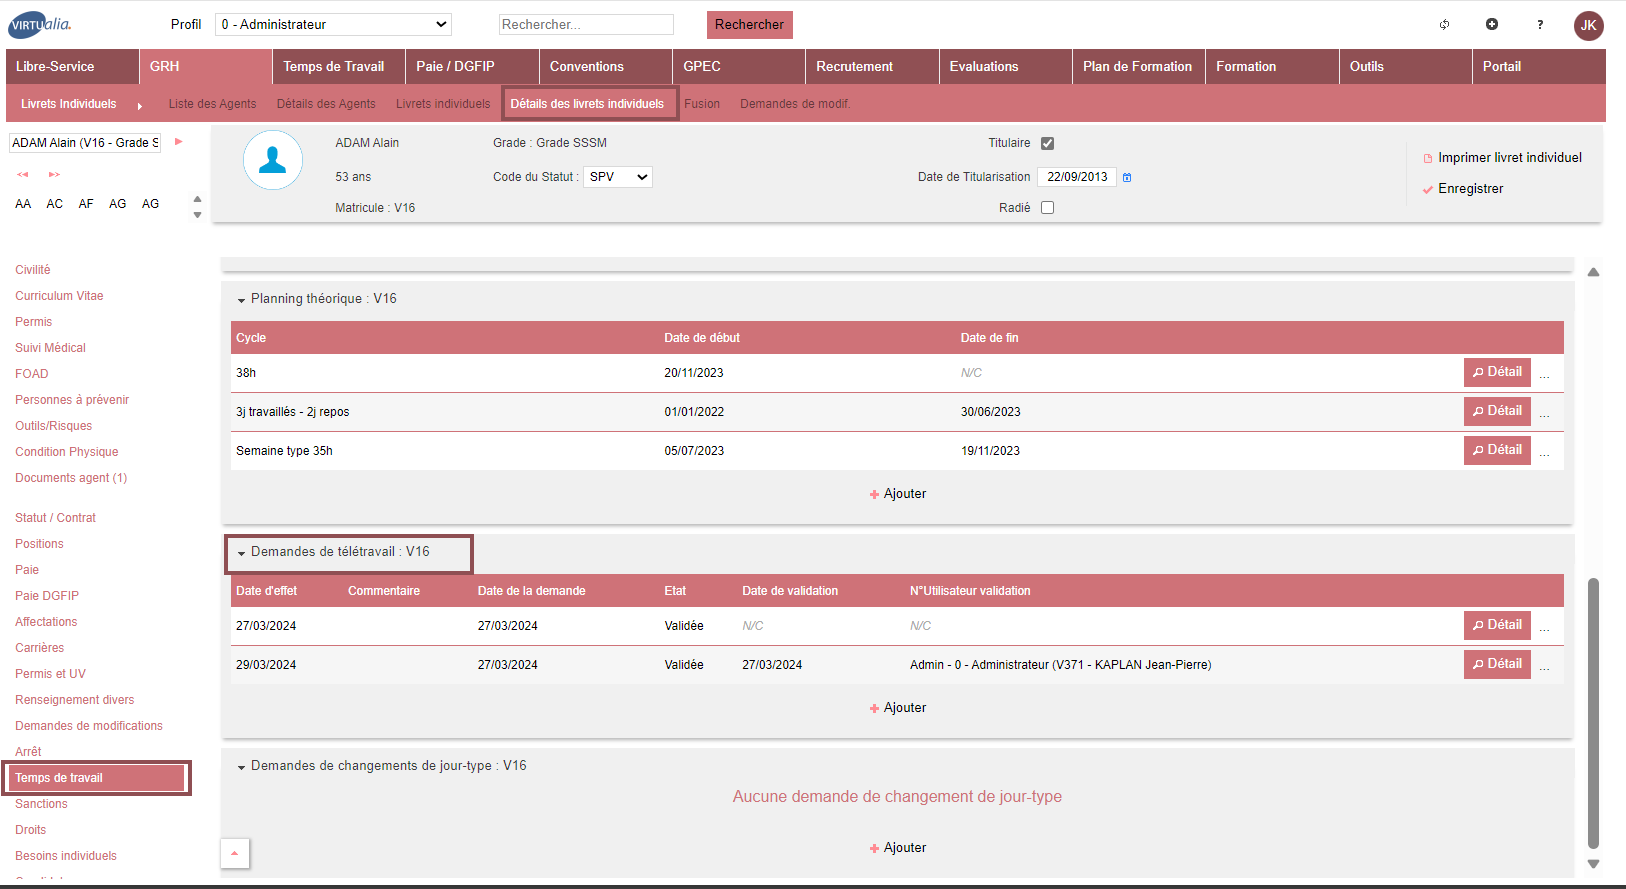 VIRTUalia.
Profil 0 - Administrateur Rechercher... Rechercher ? JK
Libre-Service GRH Temps de Travail Paie / DGFIP Conventions GPEC Recrutement Evaluations Plan de Formation Formation Outils Portail
Livrets Individuels Liste des Agents Détails des Agents Livrets individuels Détails des livrets individuels Fusion Demandes de modif.
ADAM Alain (V16 - Grade S
AA AC AF AG AG
ADAM Alain Grade : Grade SSSM Titulaire
53 ans Code du Statut : SPV Date de Titularisation 22/09/2013
Matricule : V16 Radié
Imprimer livret individuel
Enregistrer
Civilité
Curriculum Vitae
Permis
Suivi Médical
FOAD
Personnes à prévenir
Outils/Risques
Condition Physique
Documents agent (1)
Statut / Contrat
Positions
Paie
Paie DGFIP
Affectations
Carrières
Permis et UV
Renseignement divers
Demandes de modifications
Arrêt
Temps de travail
Sanctions
Droits
Besoins individuels
Planning théorique : V16
Cycle Date de début Date de fin
38h 20/11/2023 N/C Détail ...
3j travaillés - 2j repos 01/01/2022 30/06/2023 Détail ...
Semaine type 35h 05/07/2023 19/11/2023 Détail ...
Ajouter
Demandes de télétravail : V16
Date d'effet Commentaire Date de la demande Etat Date de validation N°Utilisateur validation
27/03/2024 27/03/2024 Validée N/C N/C Détail ...
29/03/2024 27/03/2024 Validée 27/03/2024 Admin - 0 - Administrateur (V371 - KAPLAN Jean-Pierre) Détail ...
Ajouter
Demandes de changements de jour-type : V16
Aucune demande de changement de jour-type
Ajouter